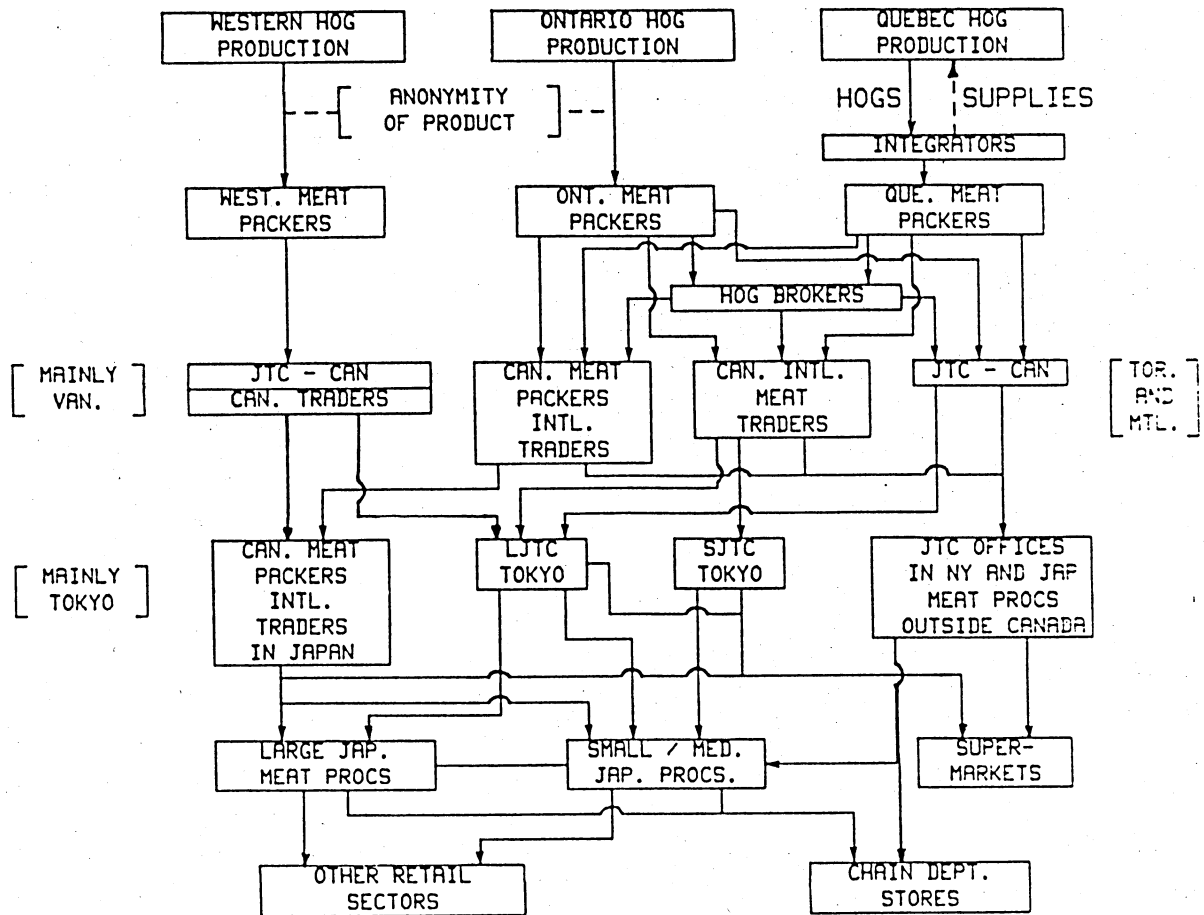 WESTERN HOG
PRODUCTION
ONTARIO HOG
PRODUCTION
QUEBEC HOG
PRODUCTION
ANONYMITY
OF PRODUCT
HOGS
SUPPLIES
INTEGRATORS
WEST. MEAT
PACKERS
ONT. MEAT
PACKERS
QUE. MEAT
PACKERS
HOG BROKERS
MAINLY
VAN.
JTC - CAN
CAN. TRADERS
CAN. MEAT
PACKERS
INTL.
TRADERS
CAN. INTL.
MEAT
TRADERS
JTC - CAN
TOR.
AND
MTL.
MAINLY
TOKYO
CAN. MEAT
PACKERS
INTL.
TRADERS
IN JAPAN
LJTC
TOKYO
SJTC
TOKYO
JTC OFFICES
IN NY AND JAP
MEAT PROCS
OUTSIDE CANADA
LARGE JAP.
MEAT PROCS
SMALL / MED.
JAP. PROCS.
SUPER-
MARKETS
OTHER RETAIL
SECTORS
CHAIN DEPT.
STORES